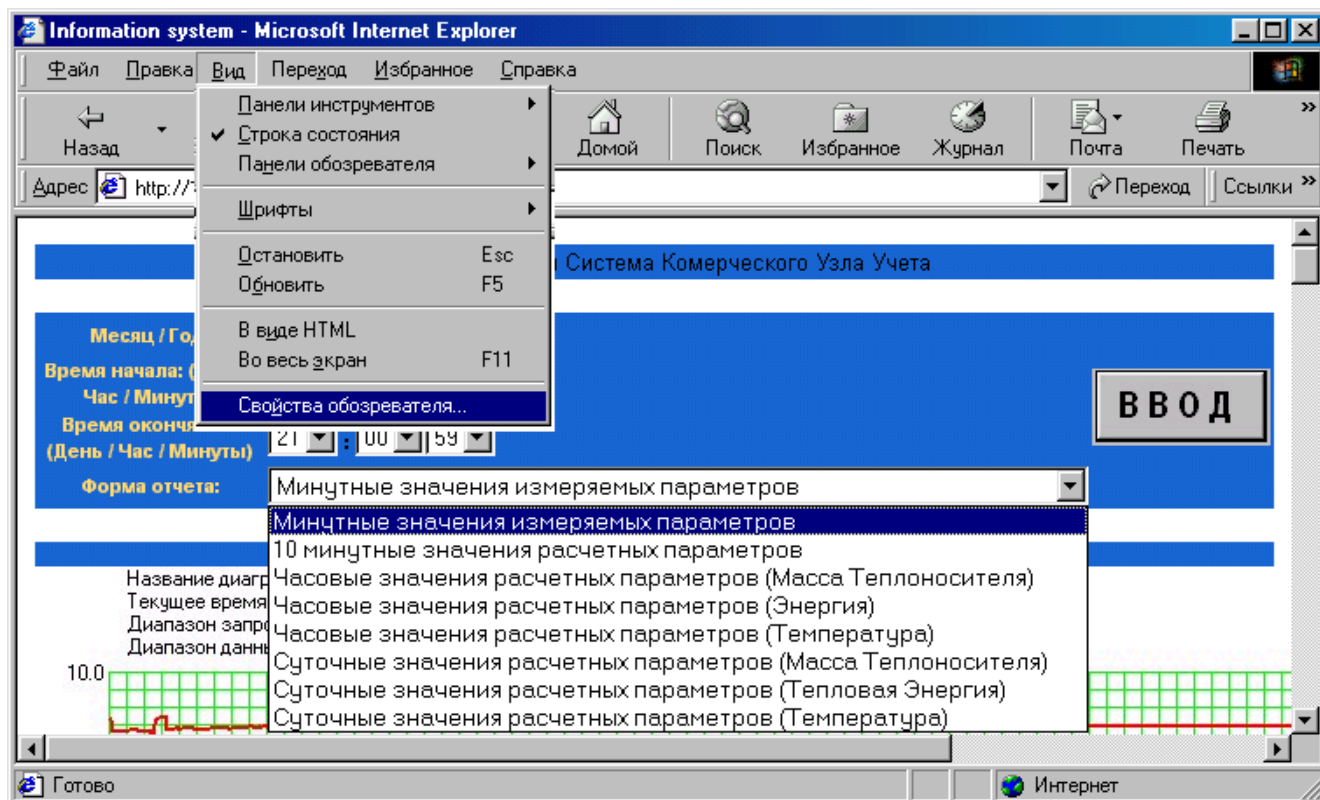 Information system - Microsoft Internet Explorer
Файл Правка Вид Переход Избранное Справка
Назад Домой Поиск Избранное Журнал Почта Печать »
Адрес http:// Переход Ссылки »
Панели инструментов
Строка состояния
Панели обозревателя
Шрифты
Остановить Esc
Обновить F5
В виде HTML
Во весь экран F11
Свойства обозревателя...
Система Комерческого Узла Учета
Месяц / Го
Время начала: (
Час / Минут
Время оконч
(День / Час / Минуты)
21 : 00 59
ВВОД
Форма отчета:
Минутные значения измеряемых параметров
Минутные значения измеряемых параметров
10 минутные значения расчетных параметров
Часовые значения расчетных параметров (Масса Теплоносителя)
Часовые значения расчетных параметров (Энергия)
Часовые значения расчетных параметров (Температура)
Суточные значения расчетных параметров (Масса Теплоносителя)
Суточные значения расчетных параметров (Тепловая Энергия)
Суточные значения расчетных параметров (Температура)
Название диагр
Текущее время
Диапазон запр
Диапазон данн
10.0
Готово Интернет